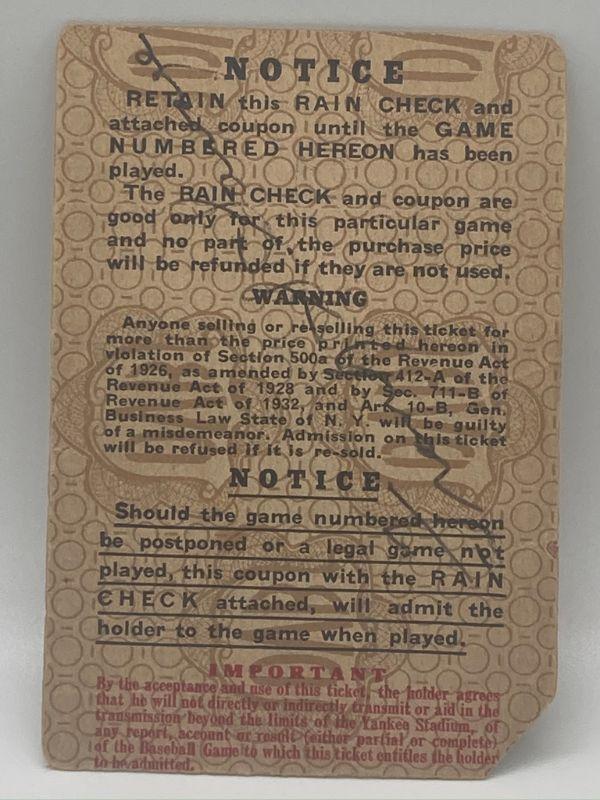 NOTICE
RETAIN this RAIN CHECK and
attached coupon until the GAME
NUMBERED HEREON has been
played.
The RAIN CHECK and coupon are
good only for this particular game
and no part of the purchase price
will be refunded if they are not used.
WARNING
Anyone selling or re-selling this ticket for
more than the price printed hereon in
violation of Section 500a of the Revenue Act
of 1926, as amended by Section 412-A of the
Revenue Act of 1928 and by Sec. 711-B of
Revenue Act of 1932, and Art. 10-B, Gen.
Business Law State of N. Y. will be guilty
of a misdemeanor. Admission on this ticket
will be refused if it is re-sold.
NOTICE
Should the game numbered hereon
be postponed or a legal game not
played, this coupon with the RAIN
CHECK attached, will admit the
holder to the game when played.
IMPORTANT
By the acceptance and use of this ticket, the holder agrees
that he will not directly or indirectly transmit or aid in the
transmission beyond the limits of the Yankee Stadium, of
any report, account or result (either partial or complete)
of the Baseball Game to which this ticket entitles the holder
to be admitted.